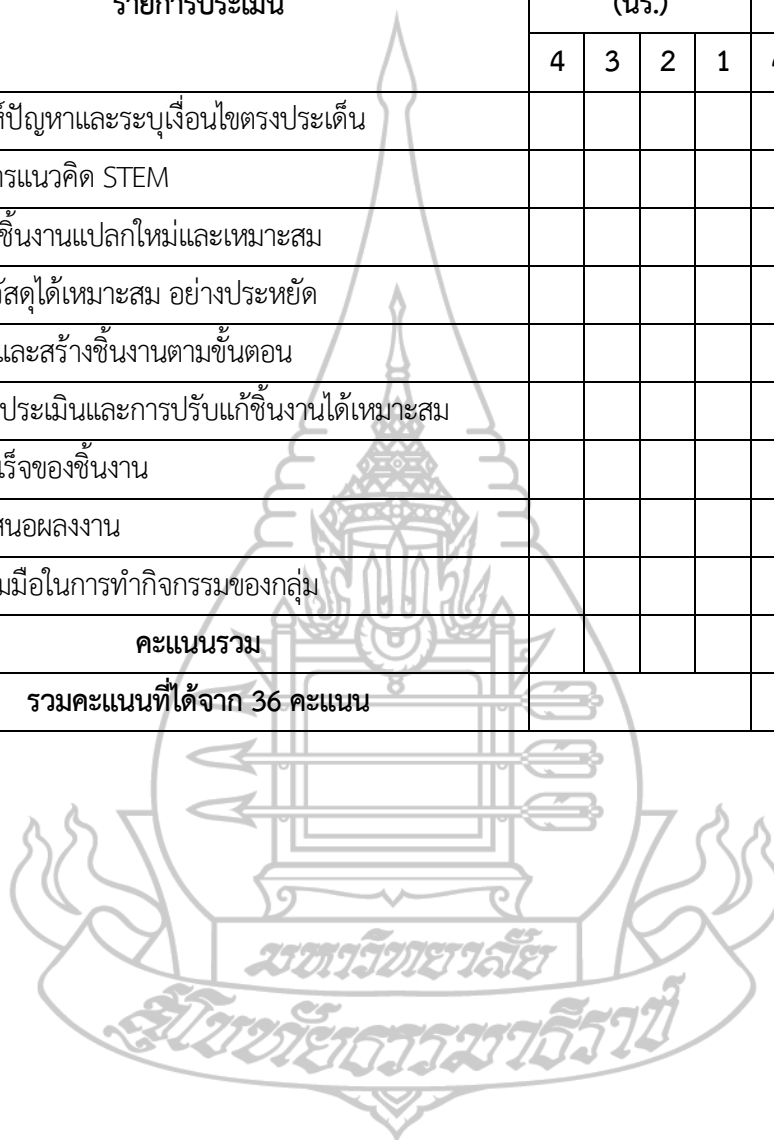 รายการประเมิน
(นร.)
4 3 2 1
ปัญหาและระบุเงื่อนไขตรงประเด็น
แนวคิด STEM
ชิ้นงานแปลกใหม่และเหมาะสม
วัสดุได้เหมาะสม อย่างประหยัด
และสร้างชิ้นงานตามขั้นตอน
ประเมินและการปรับแก้ชิ้นงานได้เหมาะสม
เร็จของชิ้นงาน
สนอผลงงาน
มมือในการทำกิจกรรมของกลุ่ม
คะแนนรวม
รวมคะแนนที่ได้จาก 36 คะแนน
มหาวิทยาลัย
สุโขทัยธรรมาธิราช